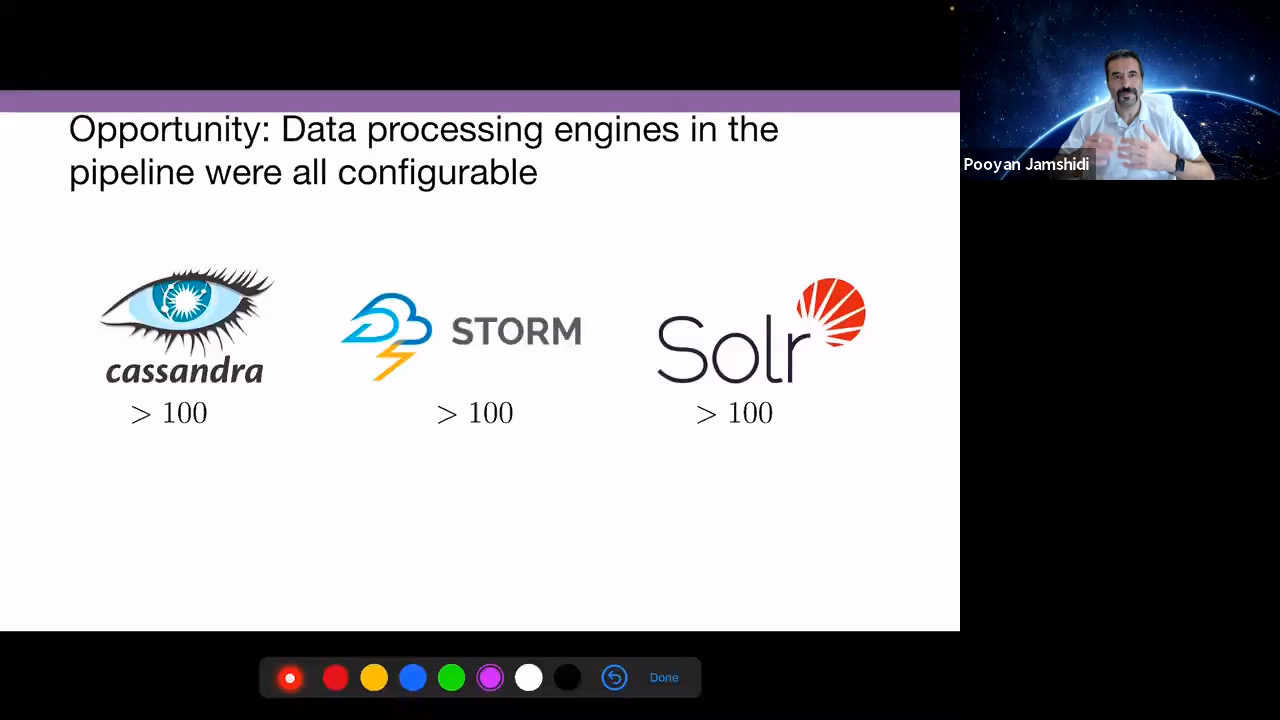 Opportunity: Data processing engines in the
pipeline were all configurable
cassandra
STORM
Solr
> 100
> 100
> 100
Pooyan Jamshidi
Done